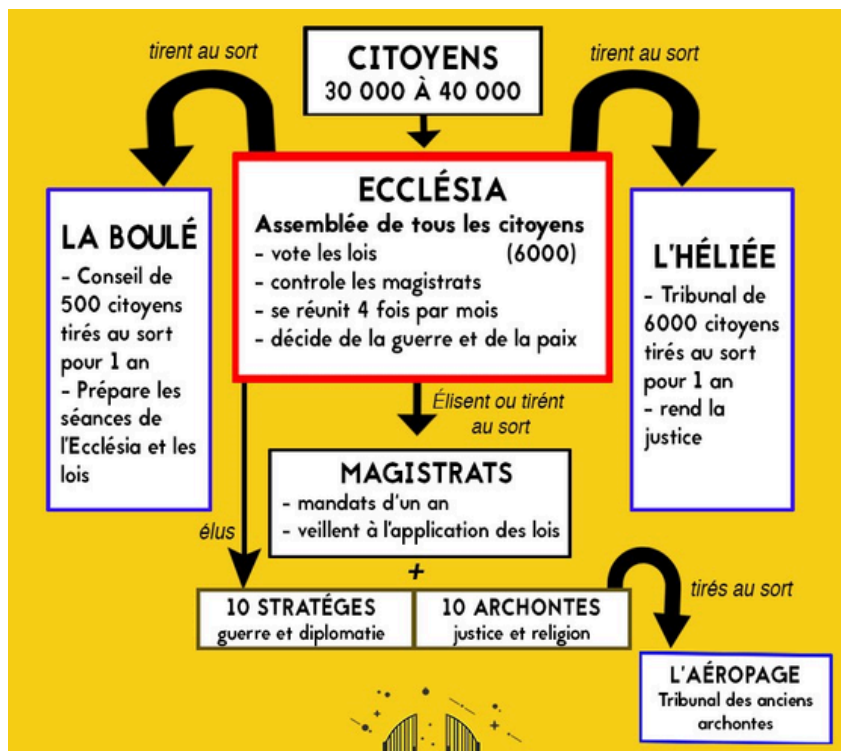 tirent au sort
CITOYENS
30 000 À 40 000
tirent au sort
ECCLÉSIA
Assemblée de tous les citoyens
- vote les lois (6000)
- controle les magistrats
- se réunit 4 fois par mois
- décide de la guerre et de la paix
LA BOULÉ
- Conseil de
500 citoyens
tirés au sort
pour 1 an
- Prépare les
séances de
l'Ecclésia et les
lois
L'HÉLIÉE
- Tribunal de
6000 citoyens
tirés au sort
pour 1 an
- rend la
justice
Élisent ou tirént
au sort
MAGISTRATS
- mandats d'un an
- veillent à l'application des lois
élus
+
10 STRATÉGES
guerre et diplomatie
10 ARCHONTES
justice et religion
tirés au sort
L'AÉROPAGE
Tribunal des anciens
archontes